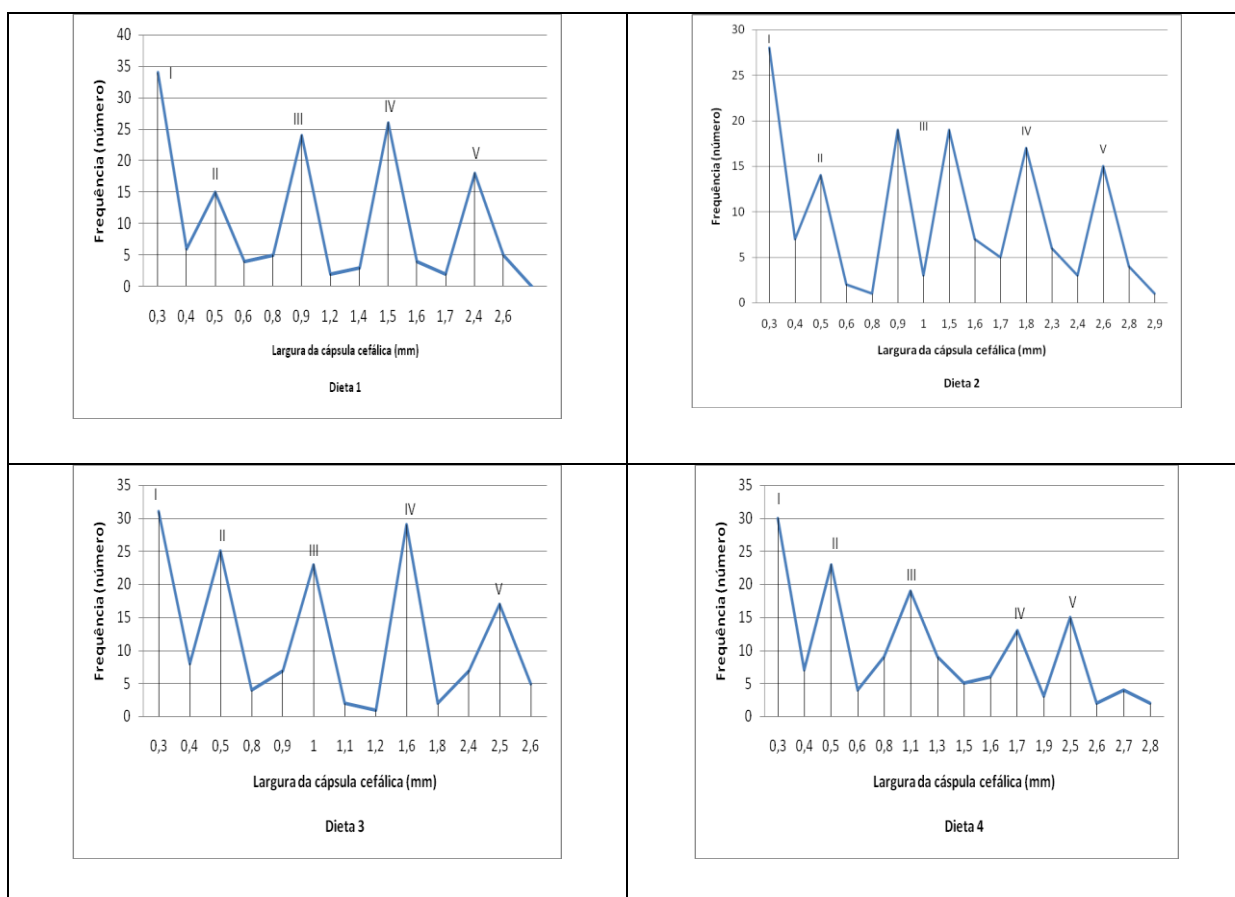 40
35
30
25
20
15
10
5
0
Frequência (número)
I
II
III
IV
V
0,3 0,4 0,5 0,6 0,8 0,9 1,2 1,4 1,5 1,6 1,7 2,4 2,6
Largura da cápsula cefálica (mm)
Dieta 1
30
25
20
15
10
5
0
Frequência (número)
I
II
III
IV
V
0,3 0,4 0,5 0,6 0,8 0,9 1 1,5 1,6 1,7 1,8 2,3 2,4 2,6 2,8 2,9
Largura da cápsula cefálica (mm)
Dieta 2
35
30
25
20
15
10
5
0
Frequência (número)
I
II
III
IV
V
0,3 0,4 0,5 0,8 0,9 1 1,1 1,2 1,6 1,8 2,4 2,5 2,6
Largura da cápsula cefálica (mm)
Dieta 3
35
30
25
20
15
10
5
0
Frequência (número)
I
II
III
IV
V
0,3 0,4 0,5 0,6 0,8 1,1 1,3 1,5 1,6 1,7 1,9 2,5 2,6 2,7 2,8
Largura da cáspula cefálica (mm)
Dieta 4